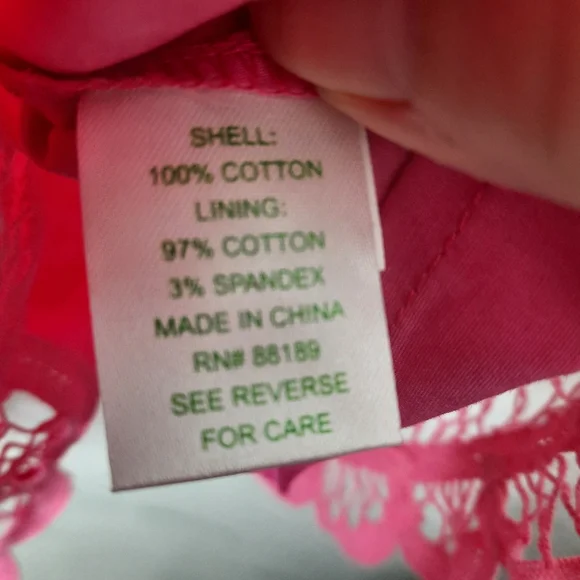 SHELL:
100% COTTON
LINING:
97% COTTON
3% SPANDEX
MADE IN CHINA
RN# 88189
SEE REVERSE
FOR CARE